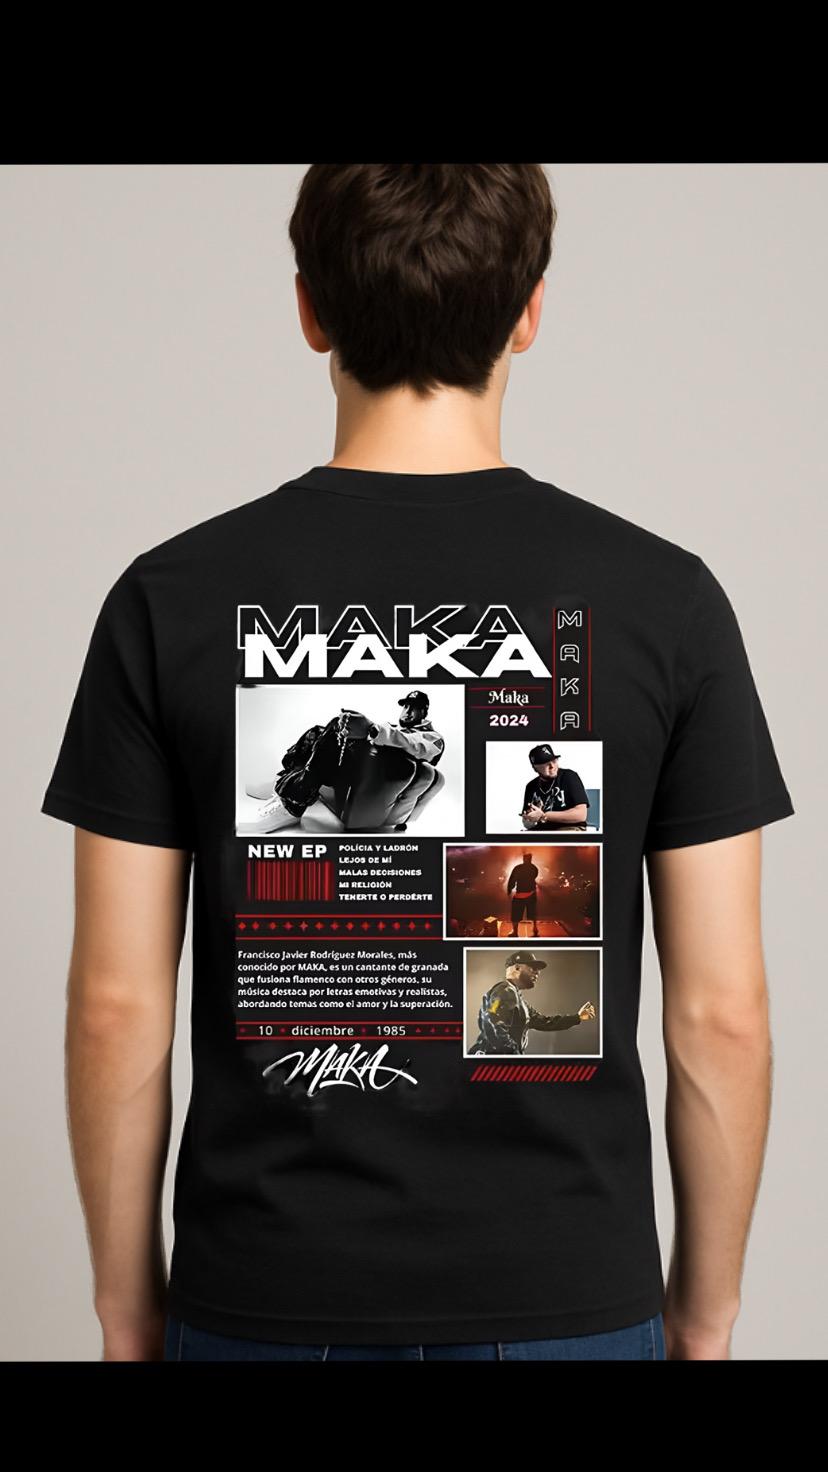 MAKA
MAKA
M
A
K
A
Maka
2024
NEW EP
POLÍCIA Y LADRÓN
LEJOS DE MÍ
MALAS DECISIONES
MI RELIGIÓN
TENERTE O PERDÉRTE
Francisco Javier Rodríguez Morales, más
conocido por MAKA, es un cantante de granada
que fusiona flamenco con otros géneros, su
música destaca por letras emotivas y realistas,
abordando temas como el amor y la superación.
10 diciembre 1985
MAKA